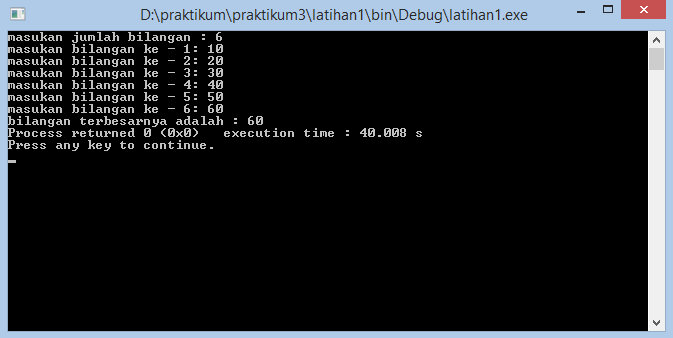 D:\praktikum\praktikum3\latihan1\bin\Debug\latihan1.exe
masukan jumlah bilangan : 6
masukan bilangan ke - 1: 10
masukan bilangan ke - 2: 20
masukan bilangan ke - 3: 30
masukan bilangan ke - 4: 40
masukan bilangan ke - 5: 50
masukan bilangan ke - 6: 60
bilangan terbesarnya adalah : 60
Process returned 0 (0x0)   execution time : 40.008 s
Press any key to continue.